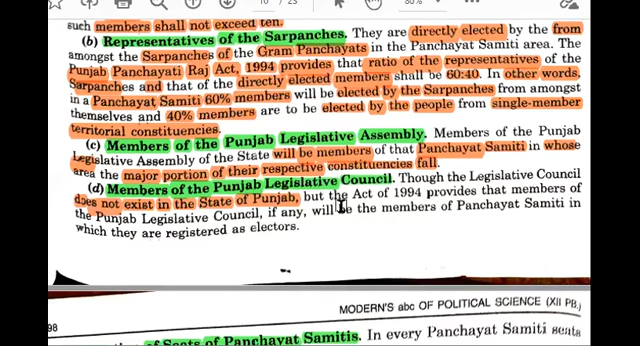 such members shall not exceed ten.
(b) Representatives of the Sarpanches. They are directly elected by the from
amongst the Sarpanches of the Gram Panchayats in the Panchayat Samiti area. The
Punjab Panchayati Raj Act, 1994 provides that ratio of the representatives of the
Sarpanches and that of the directly elected members shall be 60:40. In other words,
in a Panchayat Samiti 60% members will be elected by the Sarpanches from amongst
themselves and 40% members are to be elected by the people from single-member
territorial constituencies.
(c) Members of the Punjab Legislative Assembly. Members of the Punjab
Legislative Assembly of the State will be members of that Panchayat Samiti in whose
area the major portion of their respective constituencies fall.
(d) Members of the Punjab Legislative Council. Though the Legislative Council
does not exist in the State of Punjab, but the Act of 1994 provides that members of
the Punjab Legislative Council, if any, will be the members of Panchayat Samiti in
which they are registered as electors.
MODERN'S abc OF POLITICAL SCIENCE (XII PB.)
98
of Seats of Panchayat Samitis. In every Panchayat Samiti seats